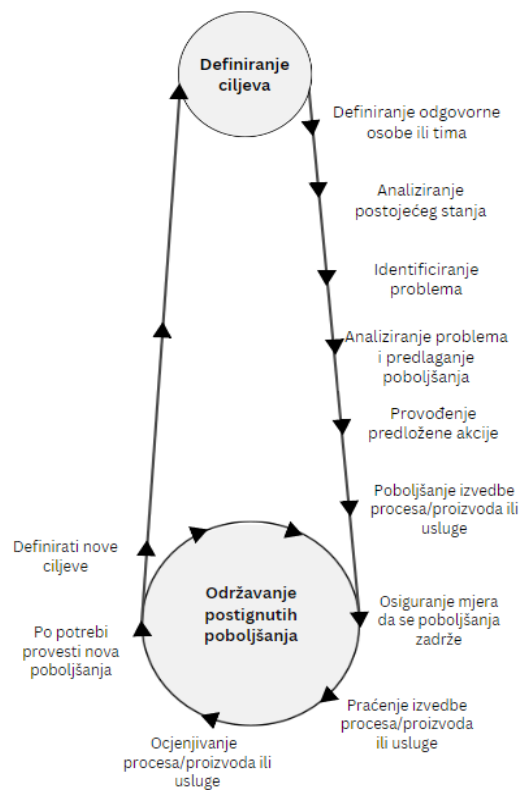 Definiranje
ciljeva
Definiranje odgovorne
osobe ili tima
Analiziranje
postojećeg stanja
Identificiranje
problema
Analiziranje problema
i predlaganje
poboljšanja
Provođenje
predložene akcije
Poboljšanje izvedbe
procesa/proizvoda ili
usluge
Osiguranje mjera
da se poboljšanja
zadrže
Praćenje izvedbe
procesa/proizvoda
ili usluge
Ocjenjivanje
procesa/proizvoda ili
usluge
Po potrebi
provesti nova
poboljšanja
Definirati nove
ciljeve
Održavanje
postignutih
poboljšanja